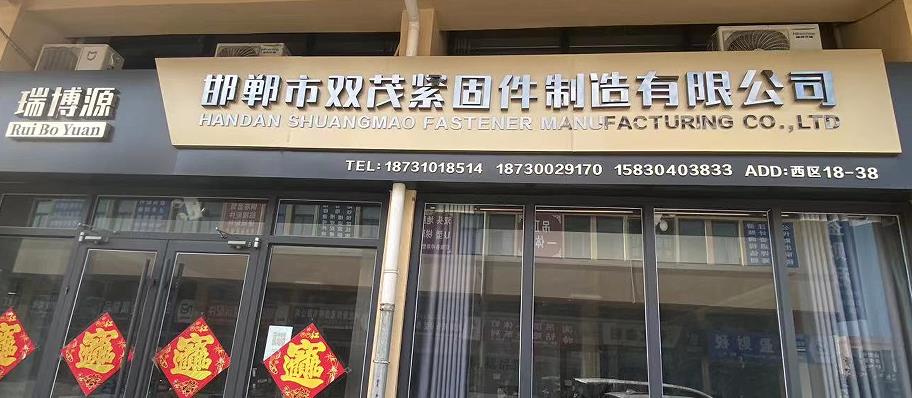 瑞博源
Rui Bo Yuan
邯郸市双茂紧固件制造有限公司
HANDAN SHUANGMAO FASTENER MANUFACTURING CO.,LTD
TEL: 18731018514 18730029170 15830403833 ADD:西区18-38